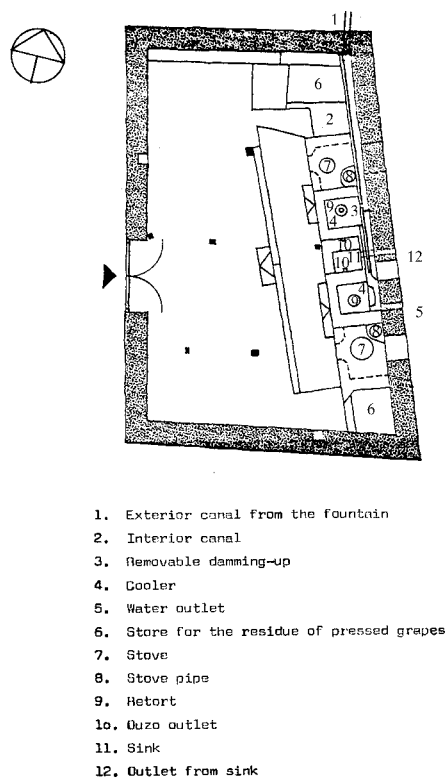 1
6
2
7
8
9
3
4
10
11
10
12
4
9
5
8
7
6
1. Exterior canal from the fountain
2. Interior canal
3. Removable damming-up
4. Cooler
5. Water outlet
6. Store for the residue of pressed grapes
7. Stove
8. Stove pipe
9. Retort
10. Ouzo outlet
11. Sink
12. Outlet from sink